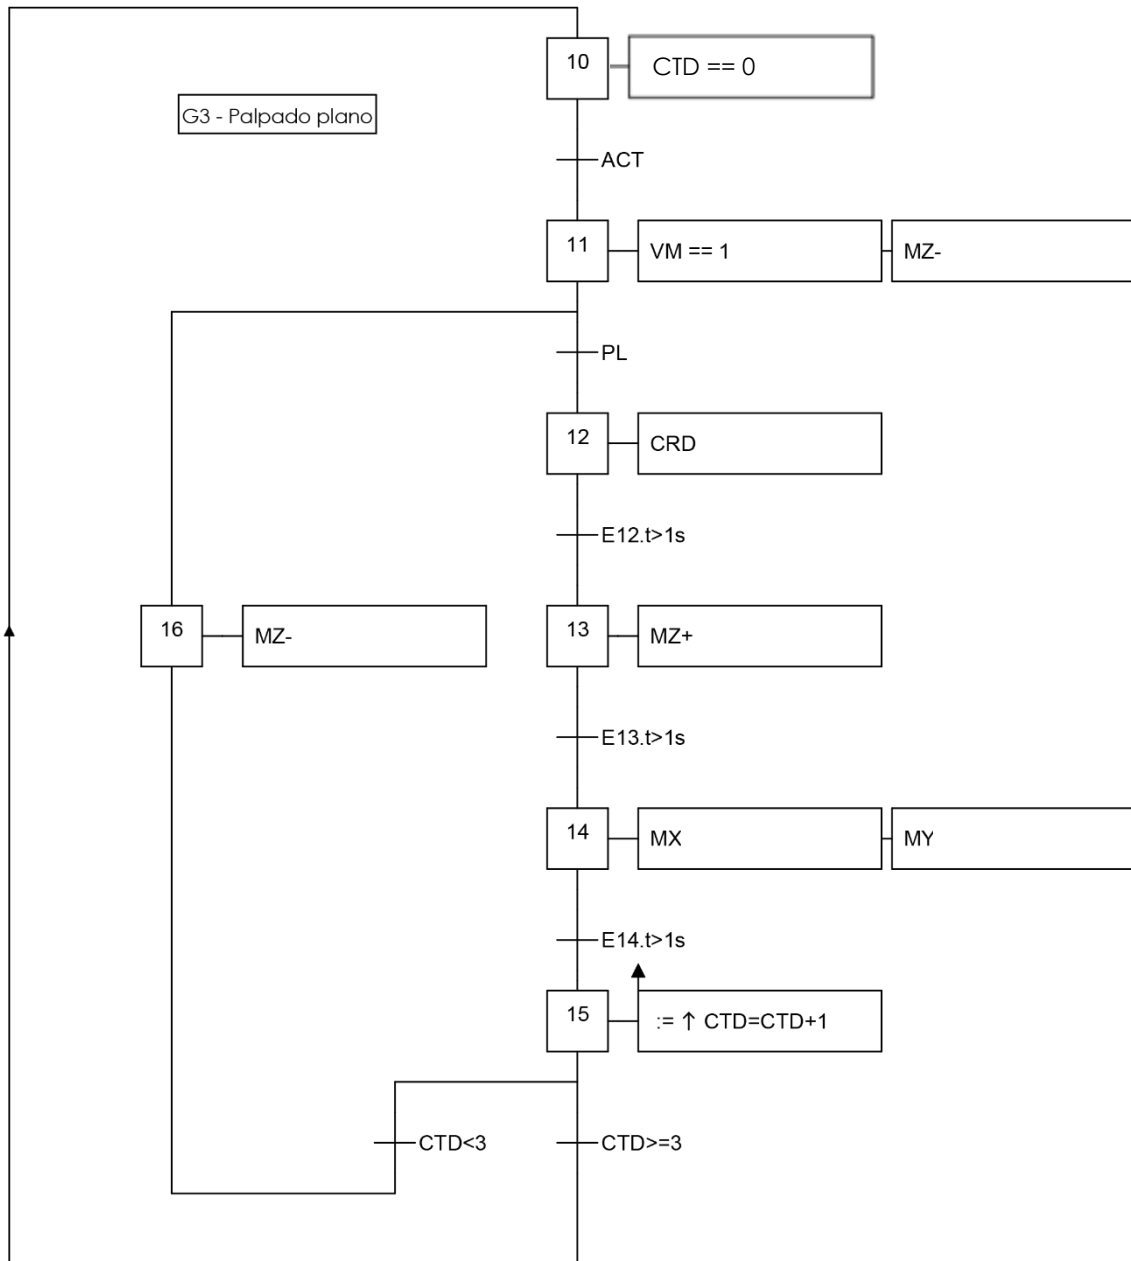 10
CTD == 0
G3 - Palpado plano
ACT
11
VM == 1
MZ-
PL
12
CRD
E12.t>1s
16
MZ-
13
MZ+
E13.t>1s
14
MX
MY
E14.t>1s
15
:= ↑ CTD=CTD+1
CTD<3
CTD>=3